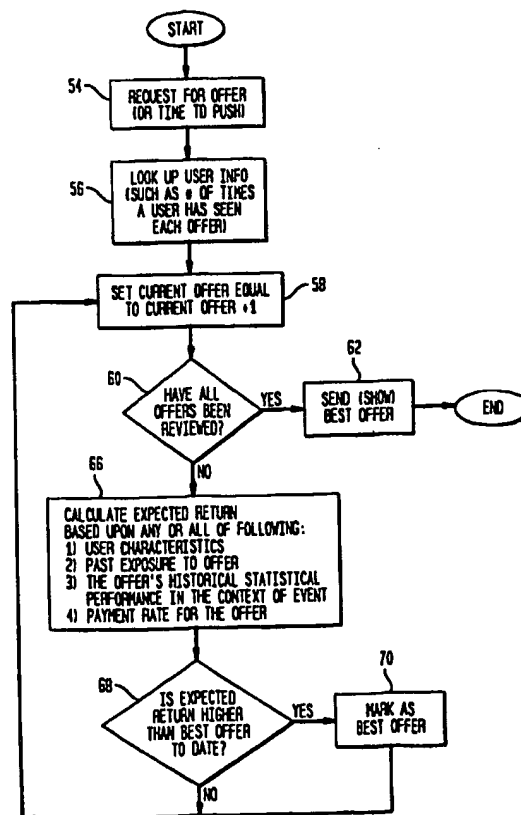 START
54
REQUEST FOR OFFER
(OR TIME TO PUSH)
56
LOOK UP USER INFO
(SUCH AS # OF TIMES
A USER HAS SEEN
EACH OFFER)
58
SET CURRENT OFFER EQUAL
TO CURRENT OFFER +1
60
HAVE ALL
OFFERS BEEN
REVIEWED?
YES
62
SEND (SHOW)
BEST OFFER
END
NO
66
CALCULATE EXPECTED RETURN
BASED UPON ANY OR ALL OF FOLLOWING:
1) USER CHARACTERISTICS
2) PAST EXPOSURE TO OFFER
3) THE OFFER'S HISTORICAL STATISTICAL
PERFORMANCE IN THE CONTEXT OF EVENT
4) PAYMENT RATE FOR THE OFFER
68
IS EXPECTED
RETURN HIGHER
THAN BEST OFFER
TO DATE?
YES
70
MARK AS
BEST OFFER
NO